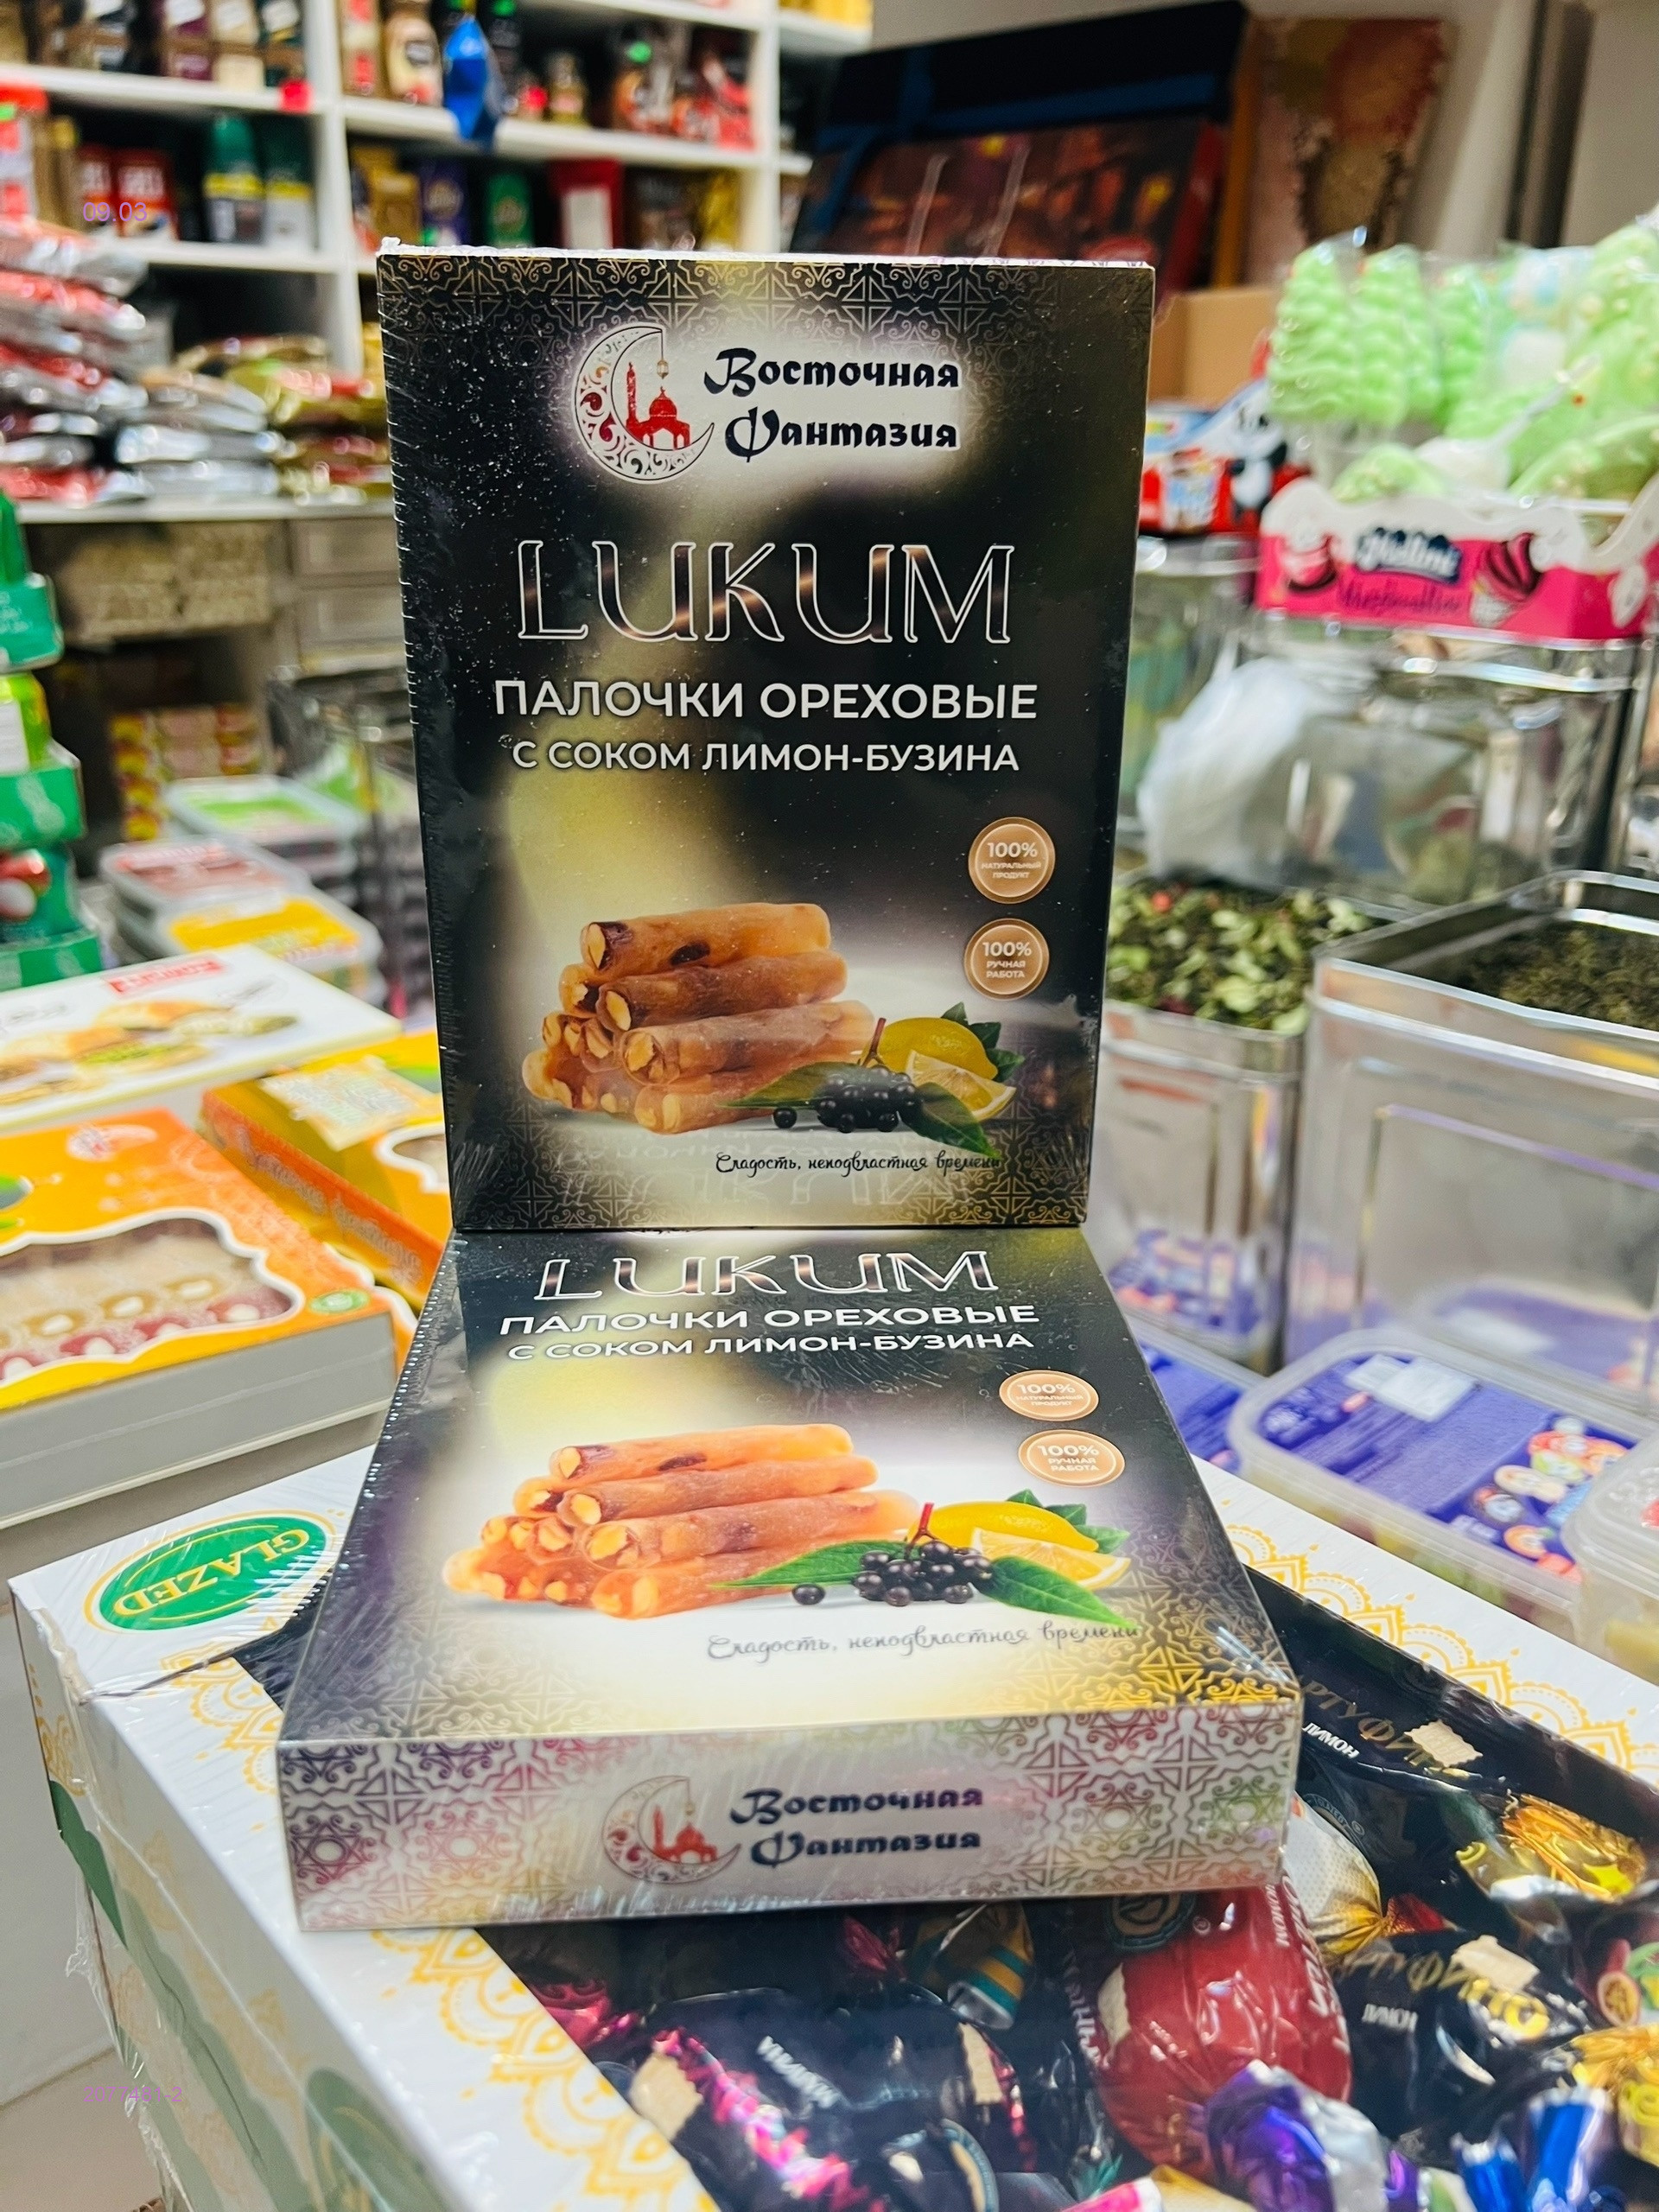 09.03
Восточная
Фантазия
LUKUM
ПАЛОЧКИ ОРЕХОВЫЕ
С СОКОМ ЛИМОН-БУЗИНА
100%
НАТУРАЛЬНЫЙ
ПРОДУКТ
100%
РУЧНАЯ
РАБОТА
Сладость, неподвластная времени
LUKUM
ПАЛОЧКИ ОРЕХОВЫЕ
С СОКОМ ЛИМОН-БУЗИНА
100%
НАТУРАЛЬНЫЙ
ПРОДУКТ
100%
РУЧНАЯ
РАБОТА
Сладость, неподвластная времени
Восточная
Фантазия
GLAZED
ЛИМОН
ЛИМОН